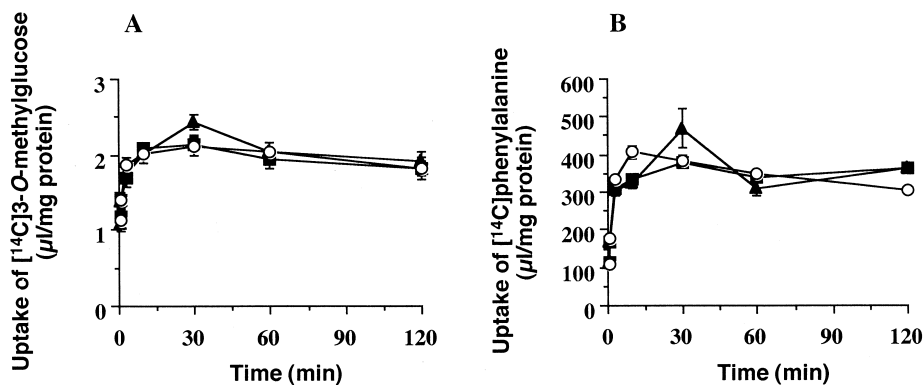 A
Uptake of [¹⁴C]3-O-methylglucose
(µl/mg protein)
3
2
1
0
0 30 60 90 120
Time (min)
B
Uptake of [¹⁴C]phenylalanine
(µl/mg protein)
600
500
400
300
200
100
0
0 30 60 90 120
Time (min)